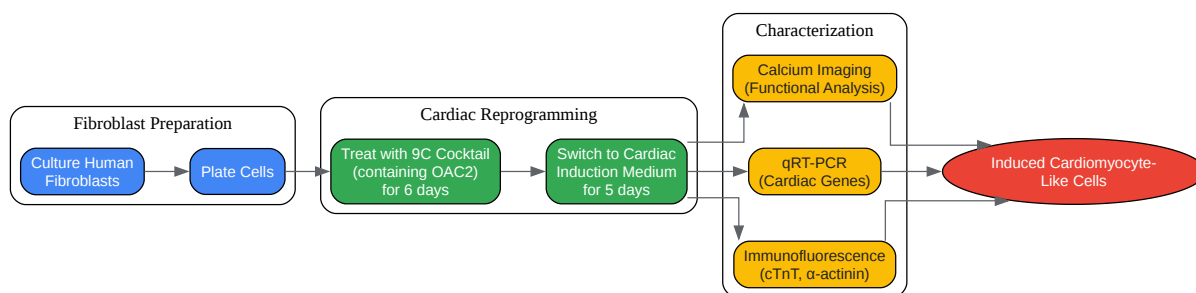 Fibroblast Preparation
Culture Human
Fibroblasts
Plate Cells
Cardiac Reprogramming
Treat with 9C Cocktail
(containing OAC2)
for 6 days
Switch to Cardiac
Induction Medium
for 5 days
Characterization
Calcium Imaging
(Functional Analysis)
qRT-PCR
(Cardiac Genes)
Immunofluorescence
(cTnT, α-actinin)
Induced Cardiomyocyte-
Like Cells